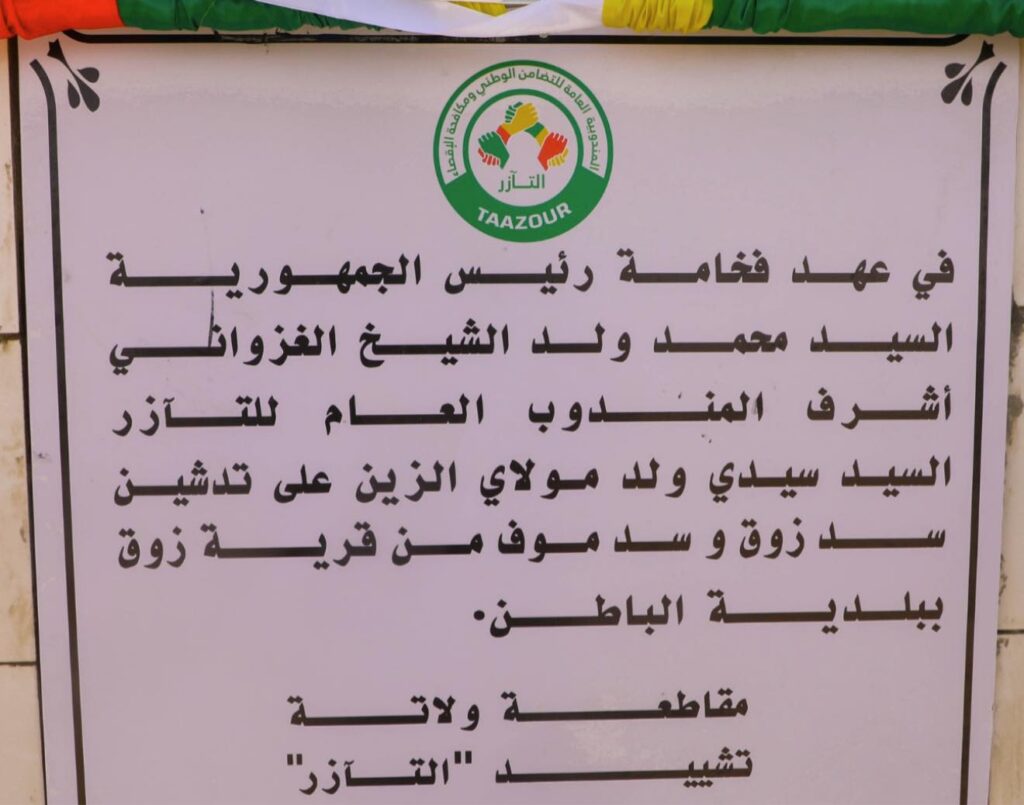 المندوبية العامة للتضامن الوطني ومكافحة الإقصاء
التــآزر
TAAZOUR
في عهد فخامة رئيس الجمهورية
السيد محمد ولد الشيخ الغزواني
أشرف المندوب العام للتآزر
السيد سيدي ولد مولاي الزين على تدشين
سد زوق و سد موف من قرية زوق
ببلدية الباطن.
مقاطعة ولاتة
تشييد "التآزر"